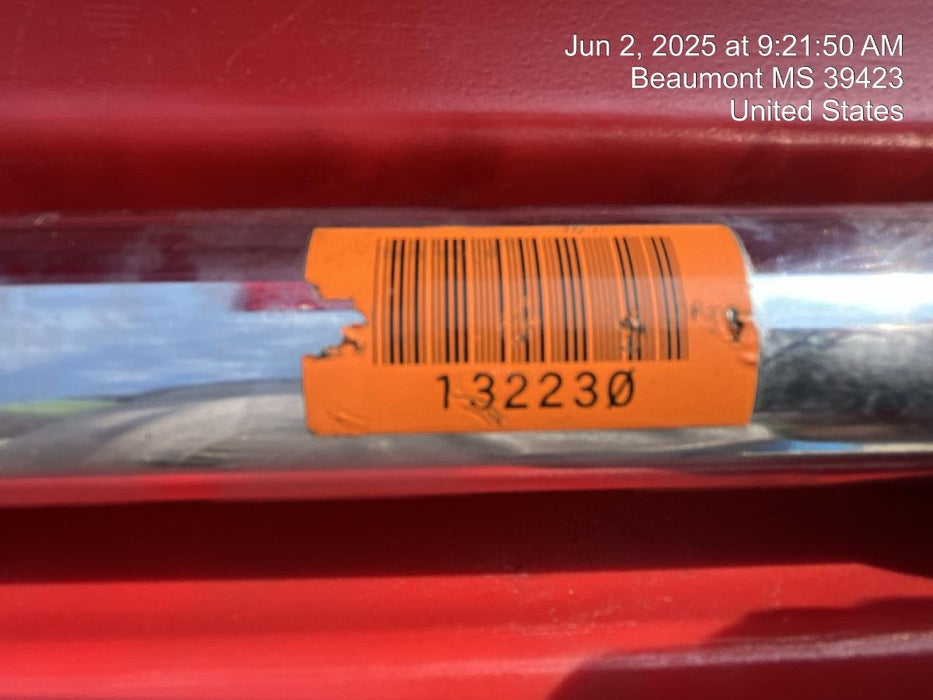 Jun 2, 2025 at 9:21:50 AM
Beaumont MS 39423
United States
132230